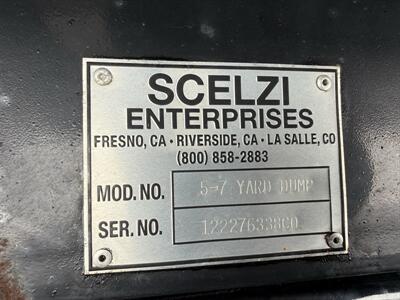 SCELZI
ENTERPRISES
FRESNO, CA • RIVERSIDE, CA • LA SALLE, CO
(800) 858-2883
MOD. NO. 5-7 YARD DUMP
SER. NO. 122276338CO